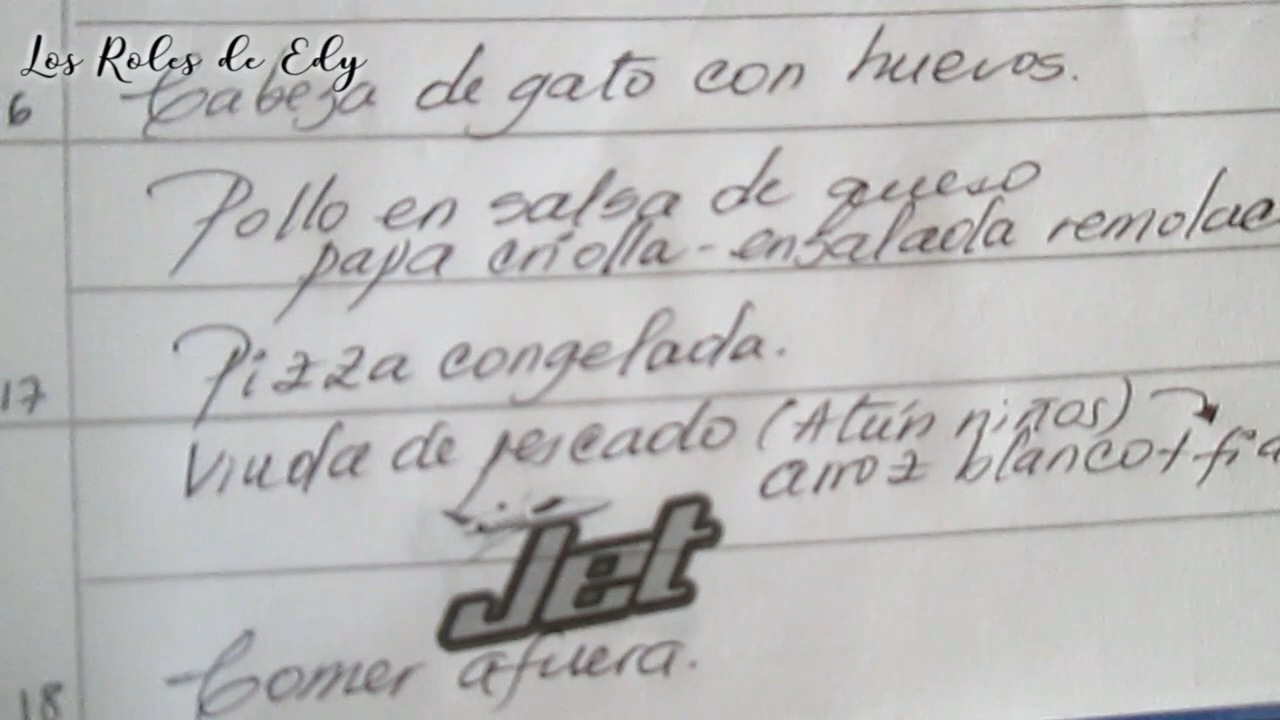 Los Roles de Edy
6 Cabeza de gato con huevos.
Pollo en salsa de queso
papa criolla - ensalada remolac
Pizza congelada.
17
Viuda de pescado (Atún niños)
arroz blanco + 
Jet
Comer afuera.
18